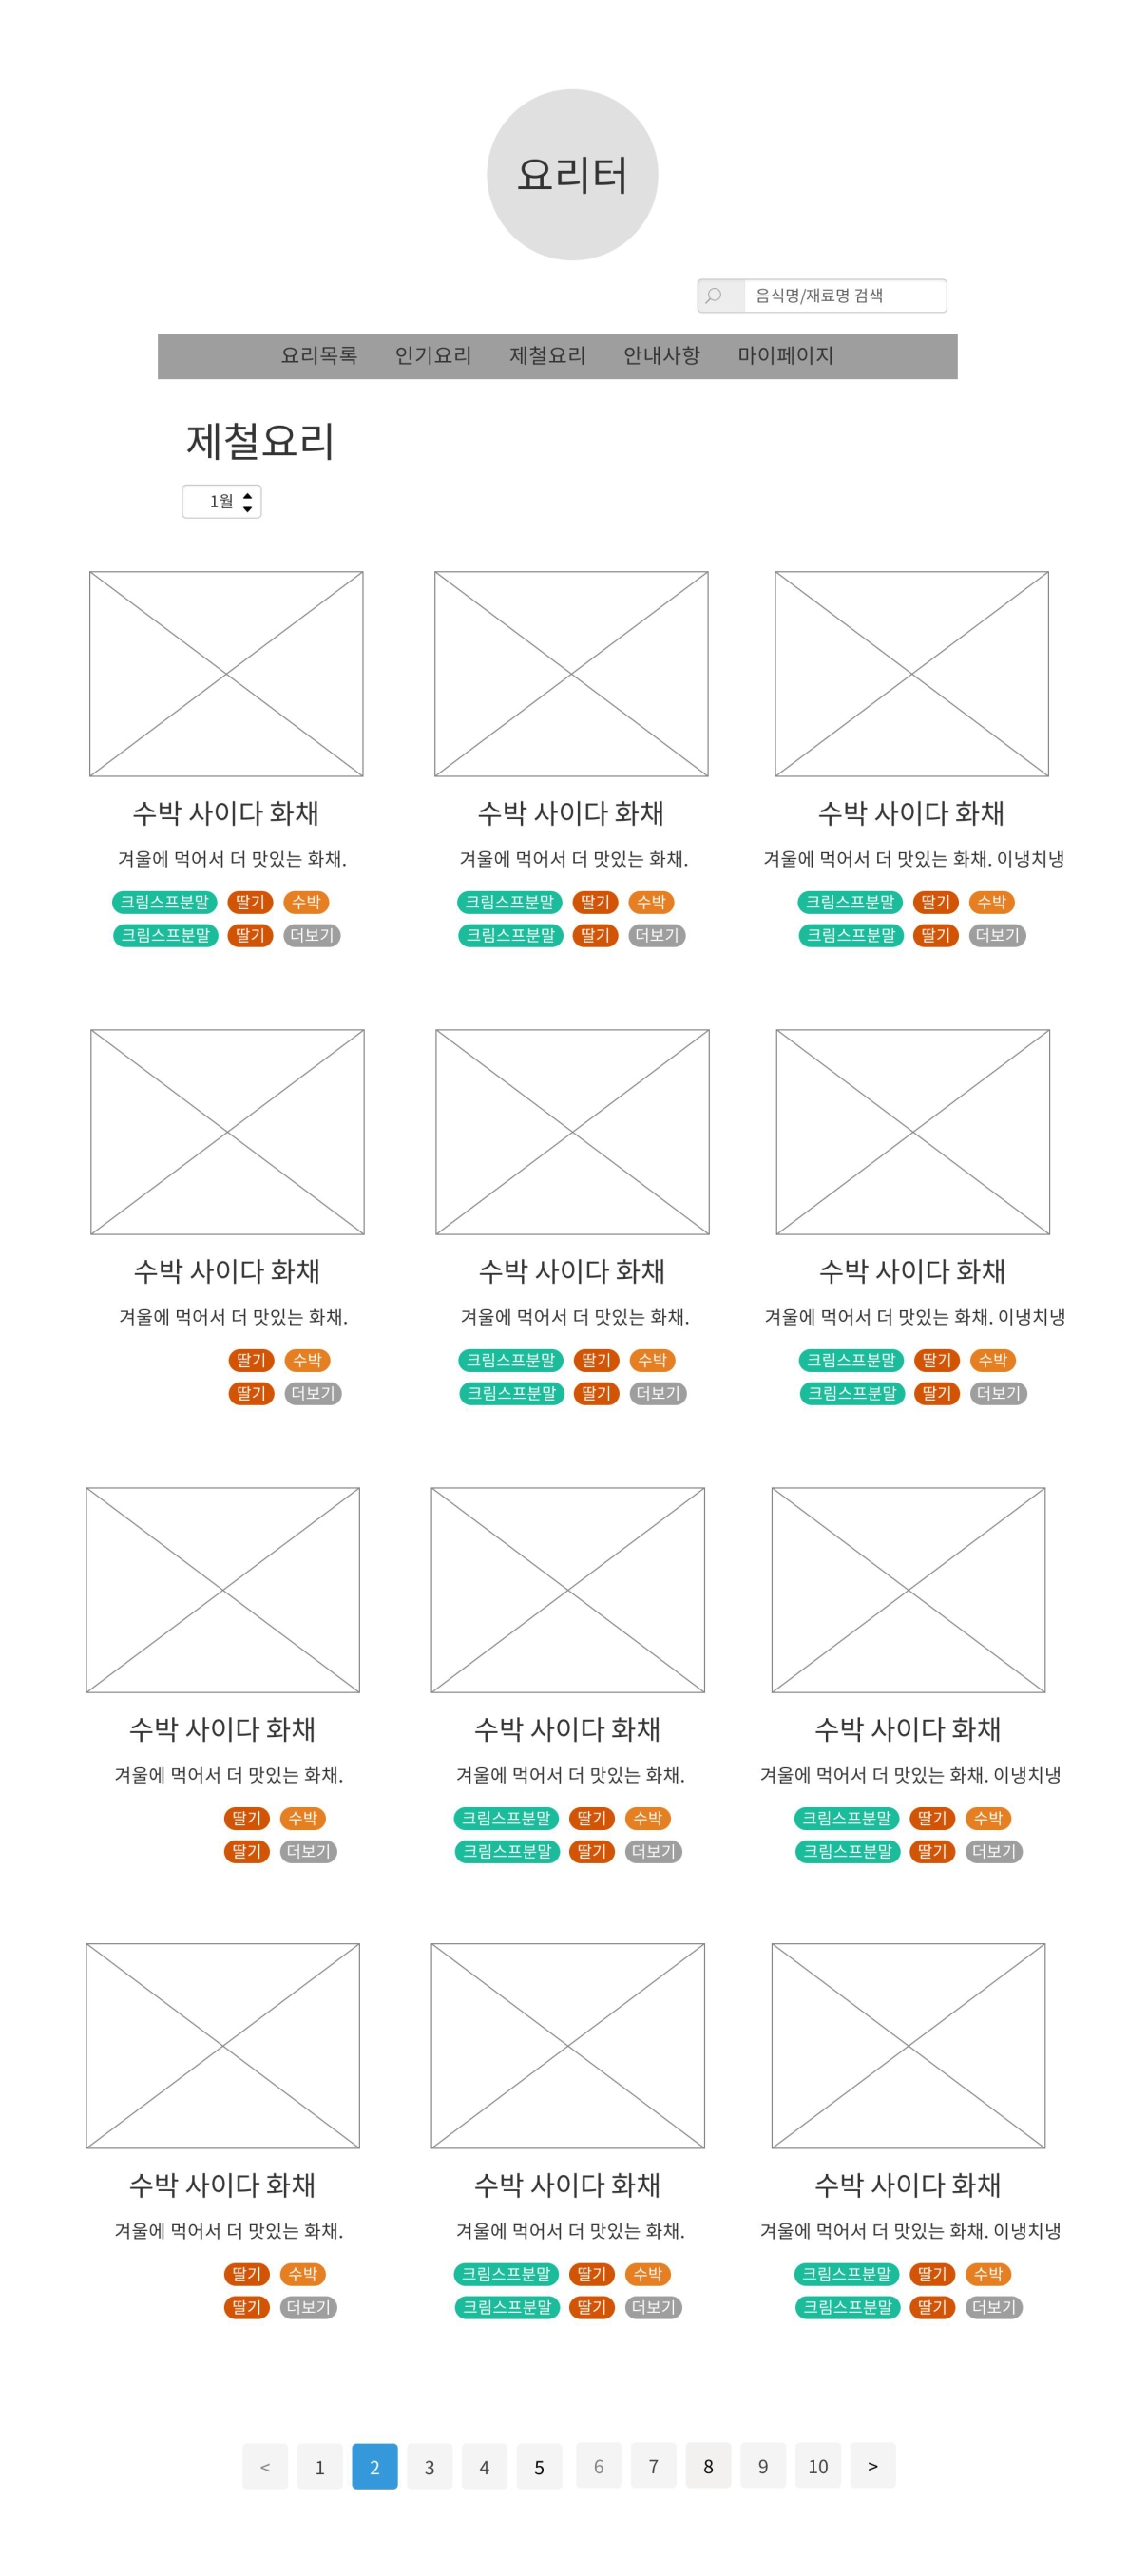 요리터
음식명/재료명 검색
요리목록 인기요리 제철요리 안내사항 마이페이지
제철요리
1월
수박 사이다 화채 수박 사이다 화채 수박 사이다 화채
겨울에 먹어서 더 맛있는 화채. 겨울에 먹어서 더 맛있는 화채. 겨울에 먹어서 더 맛있는 화채. 이냉치냉
크림스프분말 딸기 수박 크림스프분말 딸기 수박 크림스프분말 딸기 수박
크림스프분말 딸기 더보기 크림스프분말 딸기 더보기 크림스프분말 딸기 더보기
수박 사이다 화채 수박 사이다 화채 수박 사이다 화채
겨울에 먹어서 더 맛있는 화채. 겨울에 먹어서 더 맛있는 화채. 겨울에 먹어서 더 맛있는 화채. 이냉치냉
딸기 수박 크림스프분말 딸기 수박 크림스프분말 딸기 수박
딸기 더보기 크림스프분말 딸기 더보기 크림스프분말 딸기 더보기
수박 사이다 화채 수박 사이다 화채 수박 사이다 화채
겨울에 먹어서 더 맛있는 화채. 겨울에 먹어서 더 맛있는 화채. 겨울에 먹어서 더 맛있는 화채. 이냉치냉
딸기 수박 크림스프분말 딸기 수박 크림스프분말 딸기 수박
딸기 더보기 크림스프분말 딸기 더보기 크림스프분말 딸기 더보기
수박 사이다 화채 수박 사이다 화채 수박 사이다 화채
겨울에 먹어서 더 맛있는 화채. 겨울에 먹어서 더 맛있는 화채. 겨울에 먹어서 더 맛있는 화채. 이냉치냉
딸기 수박 크림스프분말 딸기 수박 크림스프분말 딸기 수박
딸기 더보기 크림스프분말 딸기 더보기 크림스프분말 딸기 더보기
< 1 2 3 4 5 6 7 8 9 10 >